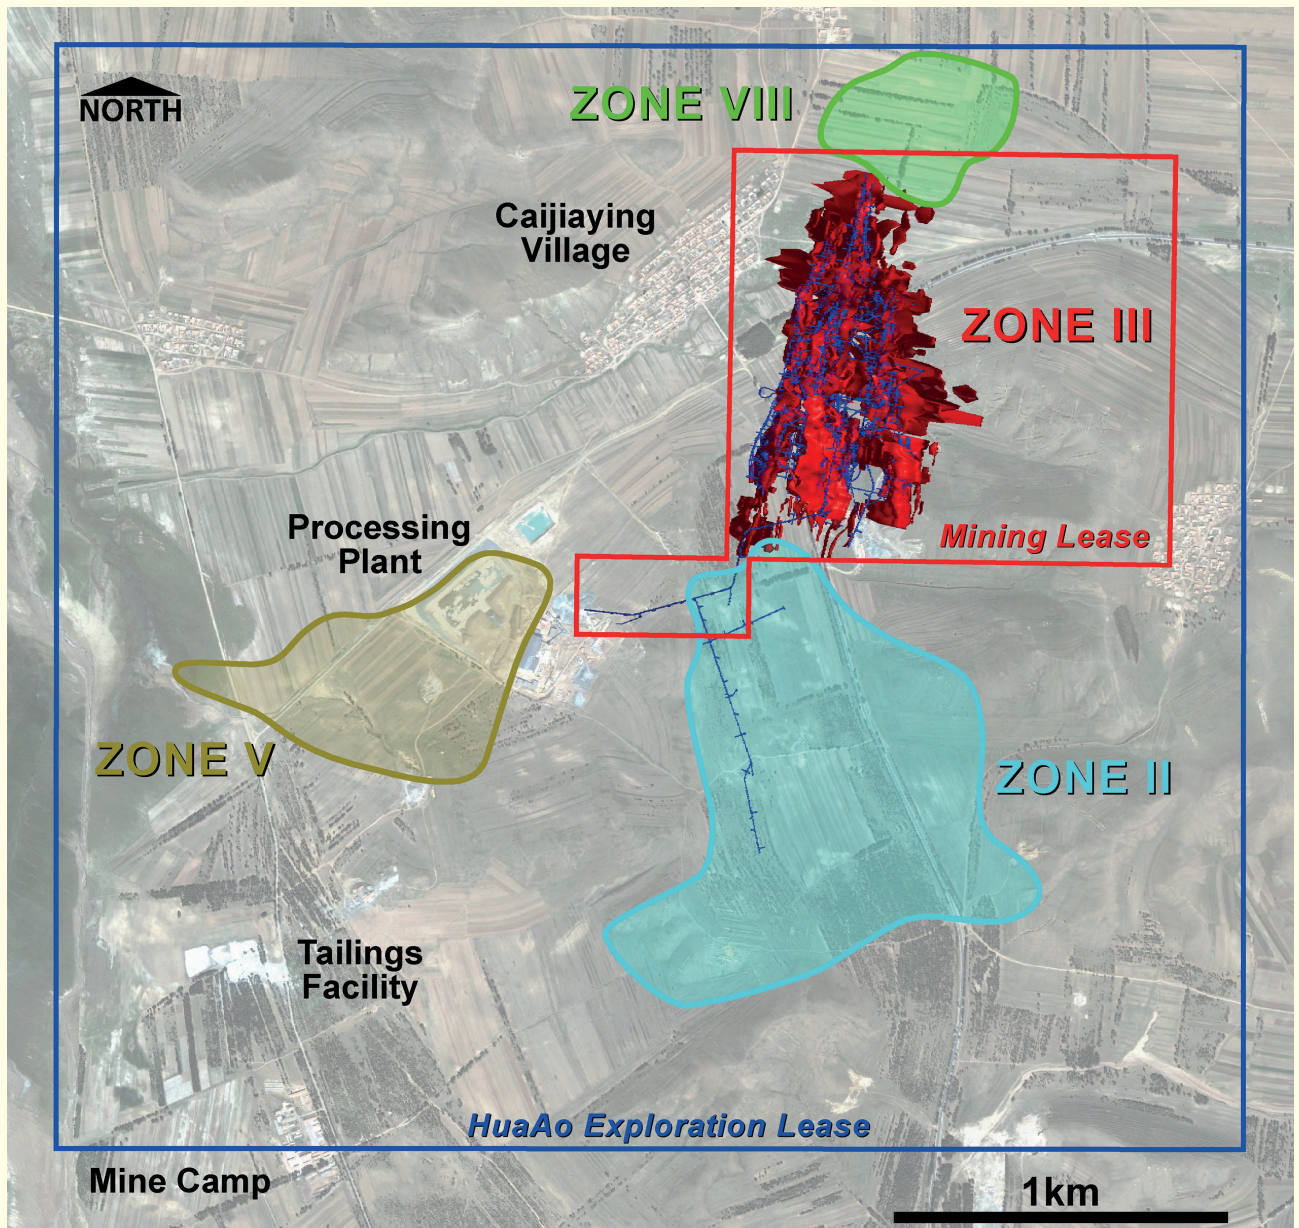 NORTH
ZONE VIII
Caijiaying
Village
ZONE III
Processing
Plant
Mining Lease
ZONE V
ZONE II
Tailings
Facility
HuaAo Exploration Lease
Mine Camp
1km